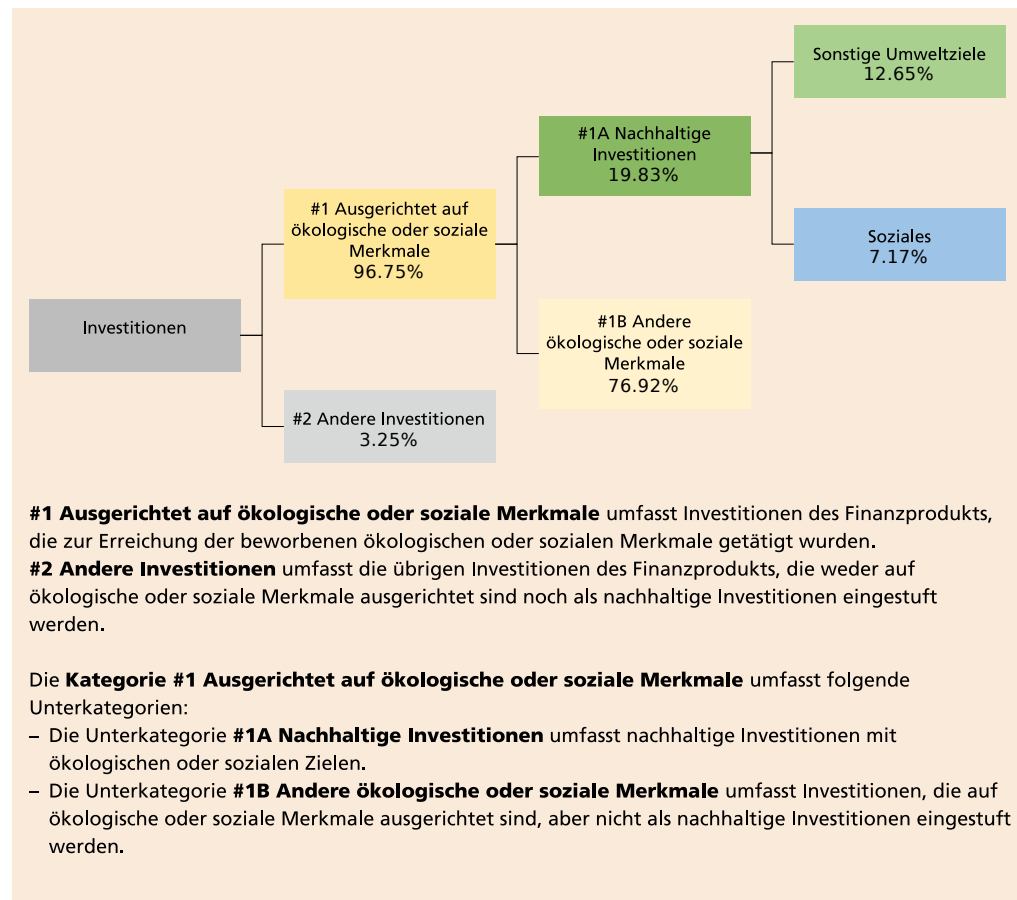 Sonstige Umweltziele
12.65%
#1A Nachhaltige
Investitionen
19.83%
#1 Ausgerichtet auf
ökologische oder soziale
Merkmale
96.75%
Soziales
7.17%
Investitionen
#1B Andere
ökologische oder soziale
Merkmale
76.92%
#2 Andere Investitionen
3.25%
#1 Ausgerichtet auf ökologische oder soziale Merkmale umfasst Investitionen des Finanzprodukts,
die zur Erreichung der beworbenen ökologischen oder sozialen Merkmale getätigt wurden.
#2 Andere Investitionen umfasst die übrigen Investitionen des Finanzprodukts, die weder auf
ökologische oder soziale Merkmale ausgerichtet sind noch als nachhaltige Investitionen eingestuft
werden.
Die Kategorie #1 Ausgerichtet auf ökologische oder soziale Merkmale umfasst folgende
Unterkategorien:
– Die Unterkategorie #1A Nachhaltige Investitionen umfasst nachhaltige Investitionen mit
ökologischen oder sozialen Zielen.
– Die Unterkategorie #1B Andere ökologische oder soziale Merkmale umfasst Investitionen, die auf
ökologische oder soziale Merkmale ausgerichtet sind, aber nicht als nachhaltige Investitionen eingestuft
werden.